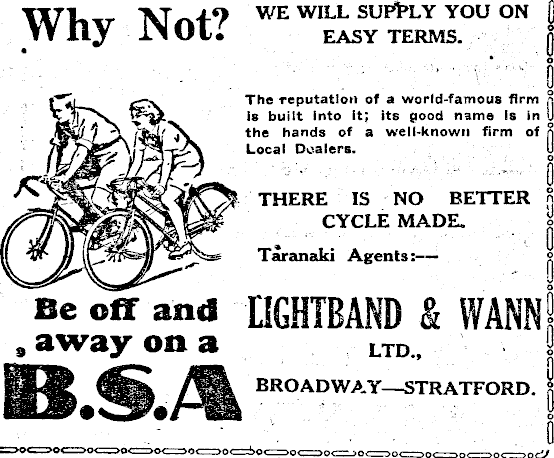 Why Not?
Be off and
away on a
B.S.A
WE WILL SUPPLY YOU ON
EASY TERMS.
The reputation of a world-famous firm
is built into it; its good name is in
the hands of a well-known firm of
Local Dealers.
THERE IS NO BETTER
CYCLE MADE.
Taranaki Agents:—
LIGHTBAND & WANN
LTD.,
BROADWAY—STRATFORD.